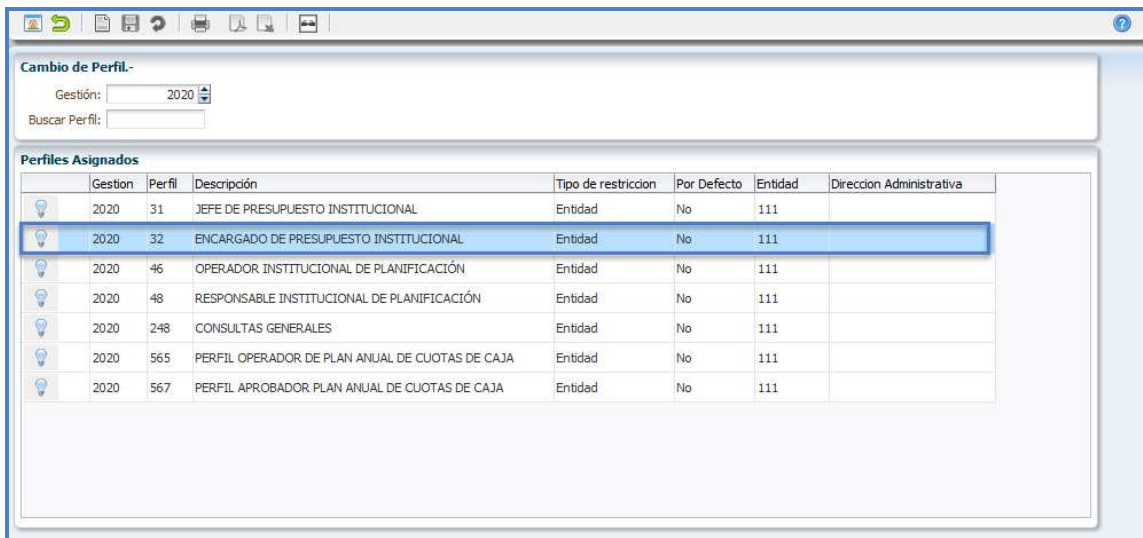 Cambio de Perfil.-
Gestión: 2020
Buscar Perfil:
Perfiles Asignados
Gestion Perfil Descripción Tipo de restriccion Por Defecto Entidad Direccion Administrativa
2020 31 JEFE DE PRESUPUESTO INSTITUCIONAL Entidad No 111
2020 32 ENCARGADO DE PRESUPUESTO INSTITUCIONAL Entidad No 111
2020 46 OPERADOR INSTITUCIONAL DE PLANIFICACIÓN Entidad No 111
2020 48 RESPONSABLE INSTITUCIONAL DE PLANIFICACIÓN Entidad No 111
2020 248 CONSULTAS GENERALES Entidad No 111
2020 565 PERFIL OPERADOR DE PLAN ANUAL DE CUOTAS DE CAJA Entidad No 111
2020 567 PERFIL APROBADOR PLAN ANUAL DE CUOTAS DE CAJA Entidad No 111